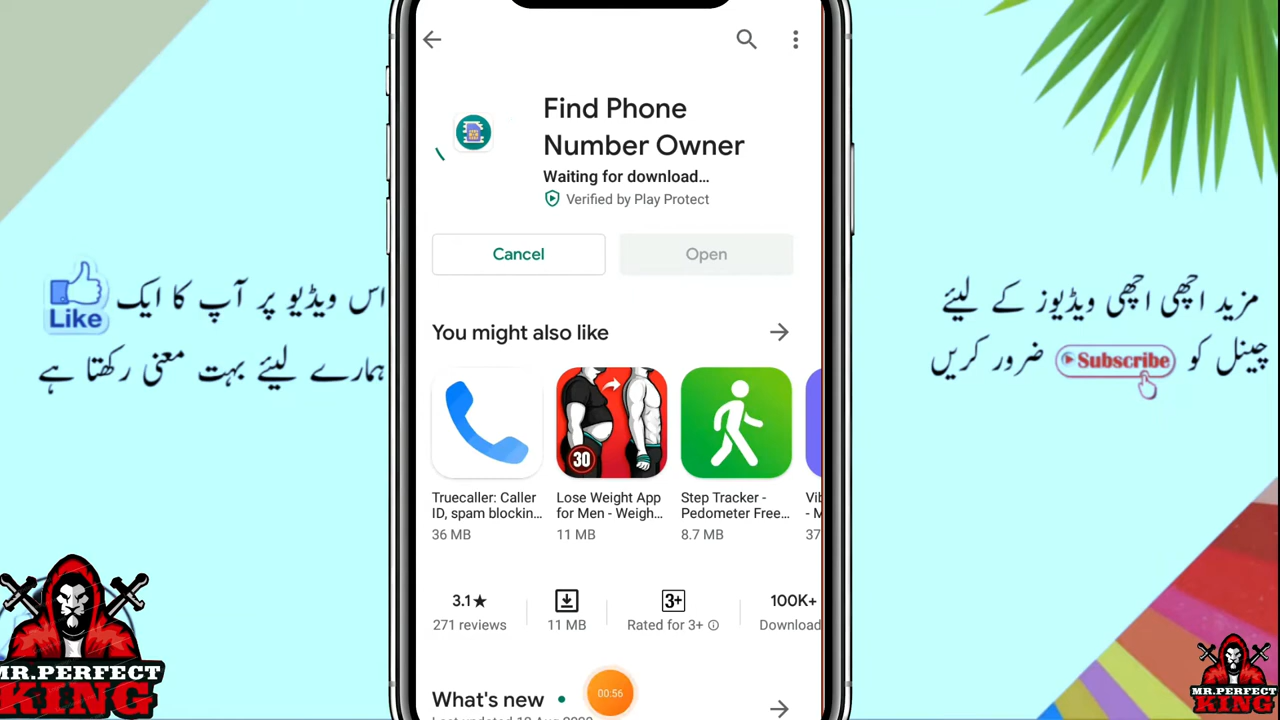 Find Phone
Number Owner
Waiting for download...
Verified by Play Protect
Cancel
Open
You might also like
Truecaller: Caller
ID, spam blockin...
36 MB
30
Lose Weight App
for Men - Weigh...
11 MB
Step Tracker -
Pedometer Free...
8.7 MB
37
3.1★
271 reviews
11 MB
3+
Rated for 3+
100K+
Download
What's new
00:56
اس ویڈیو پر آپ کا ایک Like
ہمارے لیئے بہت معنی رکھتا ہے
مزید اچھی اچھی ویڈیوز کے لیئے
چینل کو Subscribe ضرور کریں
MR.PERFECT
KING
MR.PERFECT
KING